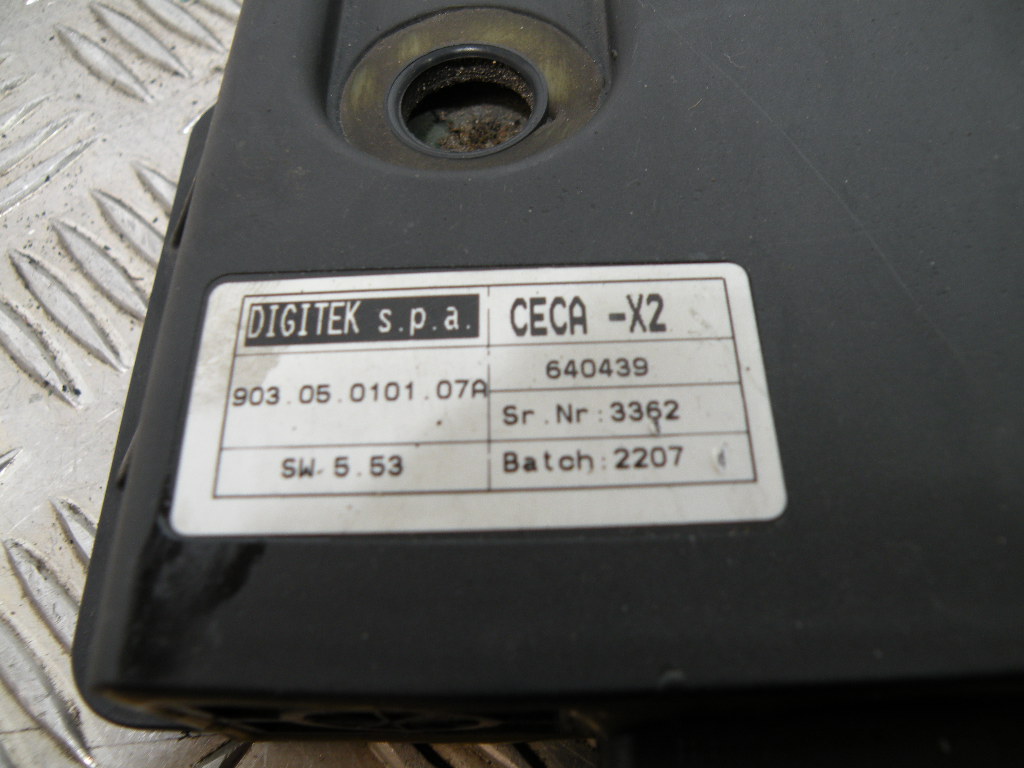 DIGITEK s.p.a.
CECA -X2
903.05.0101.07A
640439
Sr.Nr:3362
SW 5.53
Batch:2207